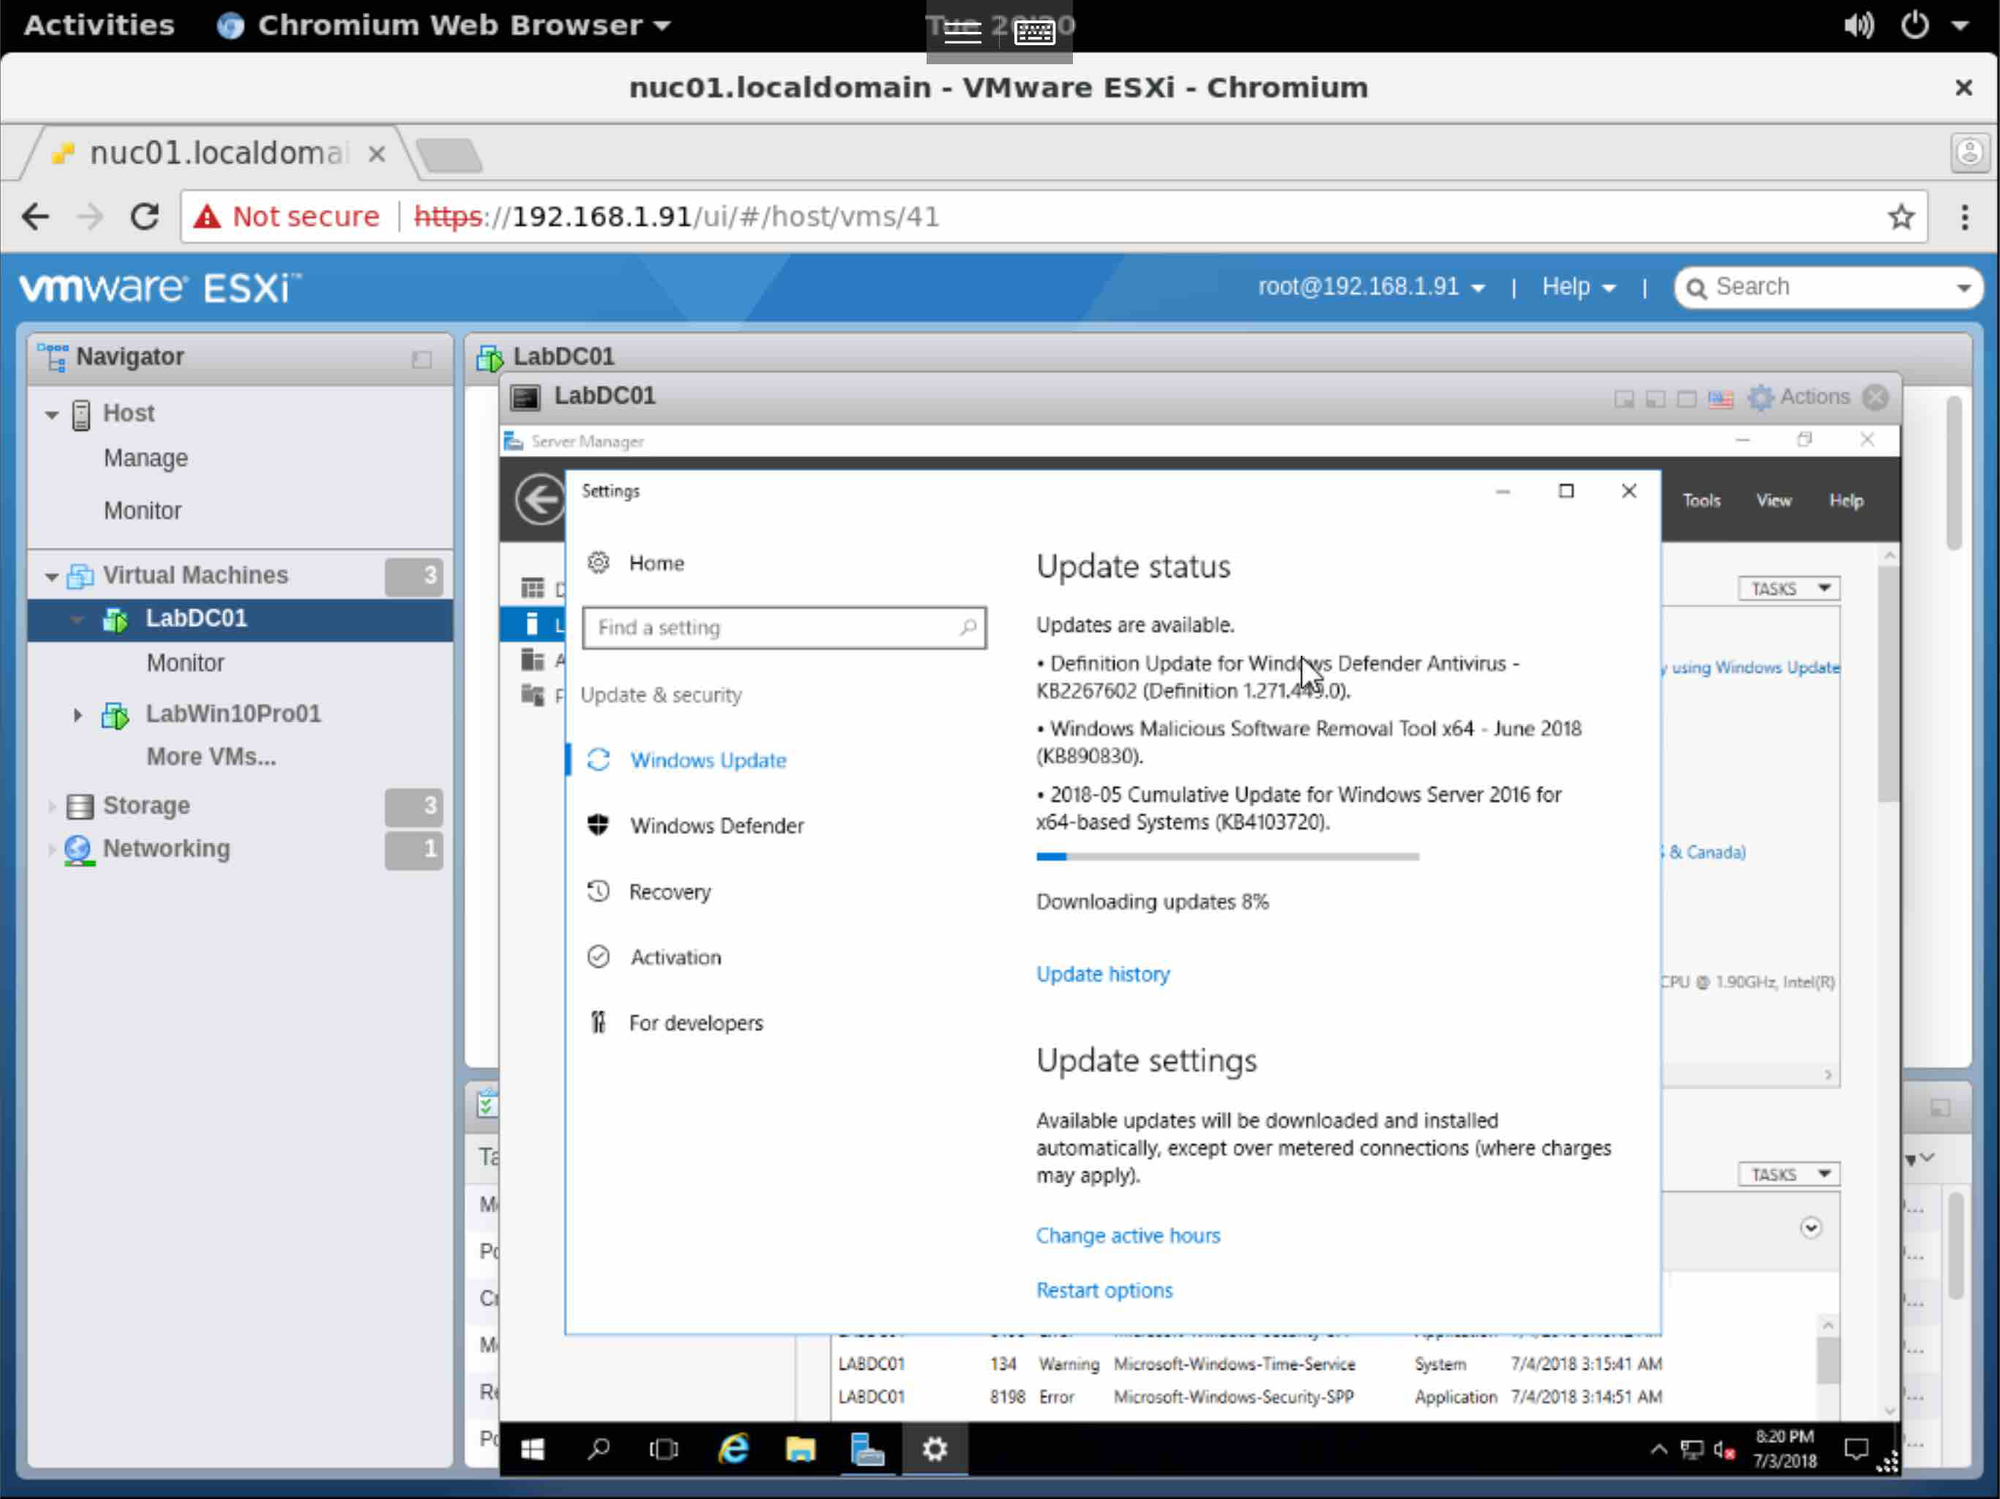 Activities
Chromium Web Browser
Tue 20:20
nuc01.localdomain - VMware ESXi - Chromium
nuc01.localdomai
Not secure
https://192.168.1.91/ui/#/host/vms/41
vmware ESXi™
root@192.168.1.91
|
Help
|
Search
Navigator
Host
Manage
Monitor
Virtual Machines
3
LabDC01
Monitor
LabWin10Pro01
More VMs...
Storage
3
Networking
1
LabDC01
LabDC01
Actions
Server Manager
Tools
View
Help
Settings
Home
Find a setting
Update & security
Windows Update
Windows Defender
Recovery
Activation
For developers
Update status
Updates are available.
• Definition Update for Windows Defender Antivirus -
KB2267602 (Definition 1.271.449.0).
• Windows Malicious Software Removal Tool x64 - June 2018
(KB890830).
• 2018-05 Cumulative Update for Windows Server 2016 for
x64-based Systems (KB4103720).
Downloading updates 8%
Update history
Update settings
Available updates will be downloaded and installed
automatically, except over metered connections (where charges
may apply).
Change active hours
Restart options
TASKS
using Windows Update
& Canada)
CPU @ 1.90GHz, Intel(R)
TASKS
LABDC01 134 Warning Microsoft-Windows-Time-Service System 7/4/2018 3:15:41 AM
LABDC01 8198 Error Microsoft-Windows-Security-SPP Application 7/4/2018 3:14:51 AM
8:20 PM
7/3/2018